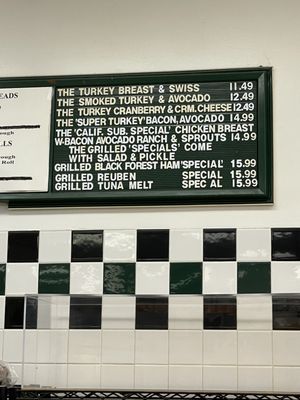 EADS
ough
LLS
ough
Roll
THE TURKEY BREAST & SWISS 11.49
THE SMOKED TURKEY & AVOCADO 12.49
THE TURKEY CRANBERRY & CRM. CHEESE 12.49
THE 'SUPER TURKEY' BACON, AVOCADO 14.99
THE 'CALIF. SUB. SPECIAL' CHICKEN BREAST
W-BACON AVOCADO RANCH & SPROUTS 14.99
THE GRILLED 'SPECIALS' COME
WITH SALAD & PICKLE
GRILLED BLACK FOREST HAM 'SPECIAL' 15.99
GRILLED REUBEN SPECIAL 15.99
GRILLED TUNA MELT SPEC AL 15.99